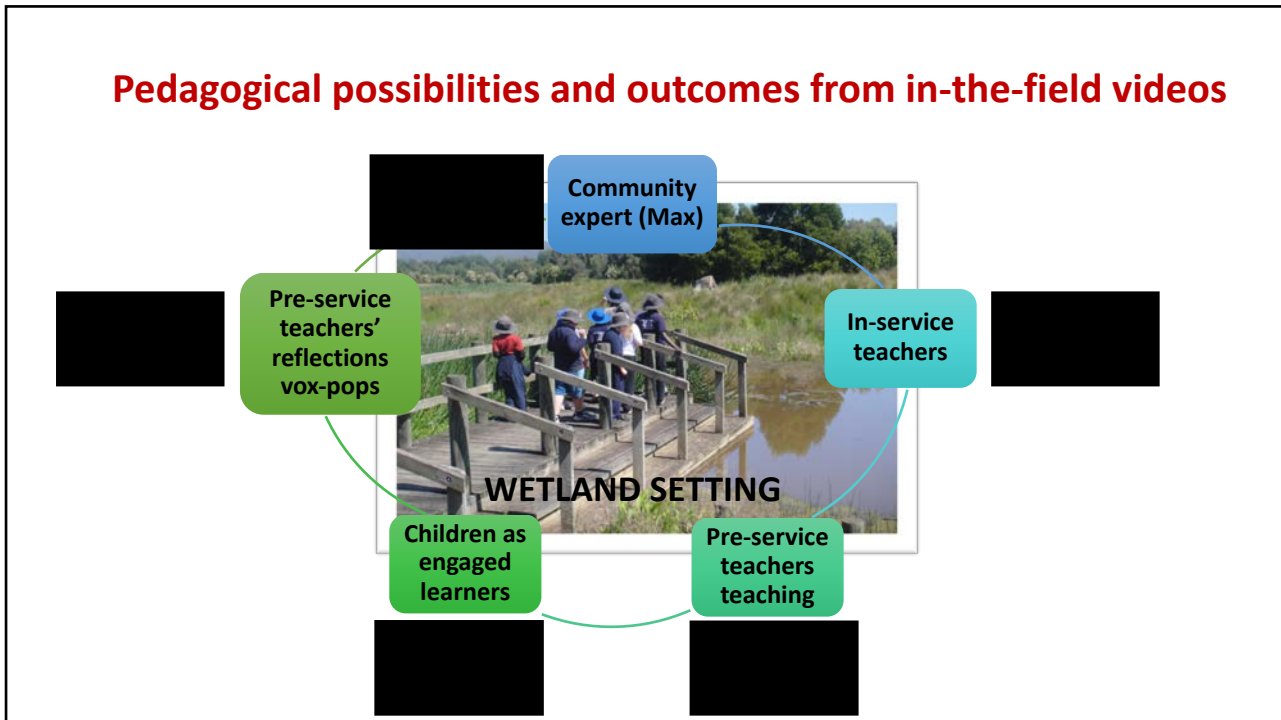 Pedagogical possibilities and outcomes from in-the-field videos
Community
expert (Max)
In-service
teachers
Pre-service
teachers
teaching
Children as
engaged
learners
Pre-service
teachers’
reflections
vox-pops
WETLAND SETTING